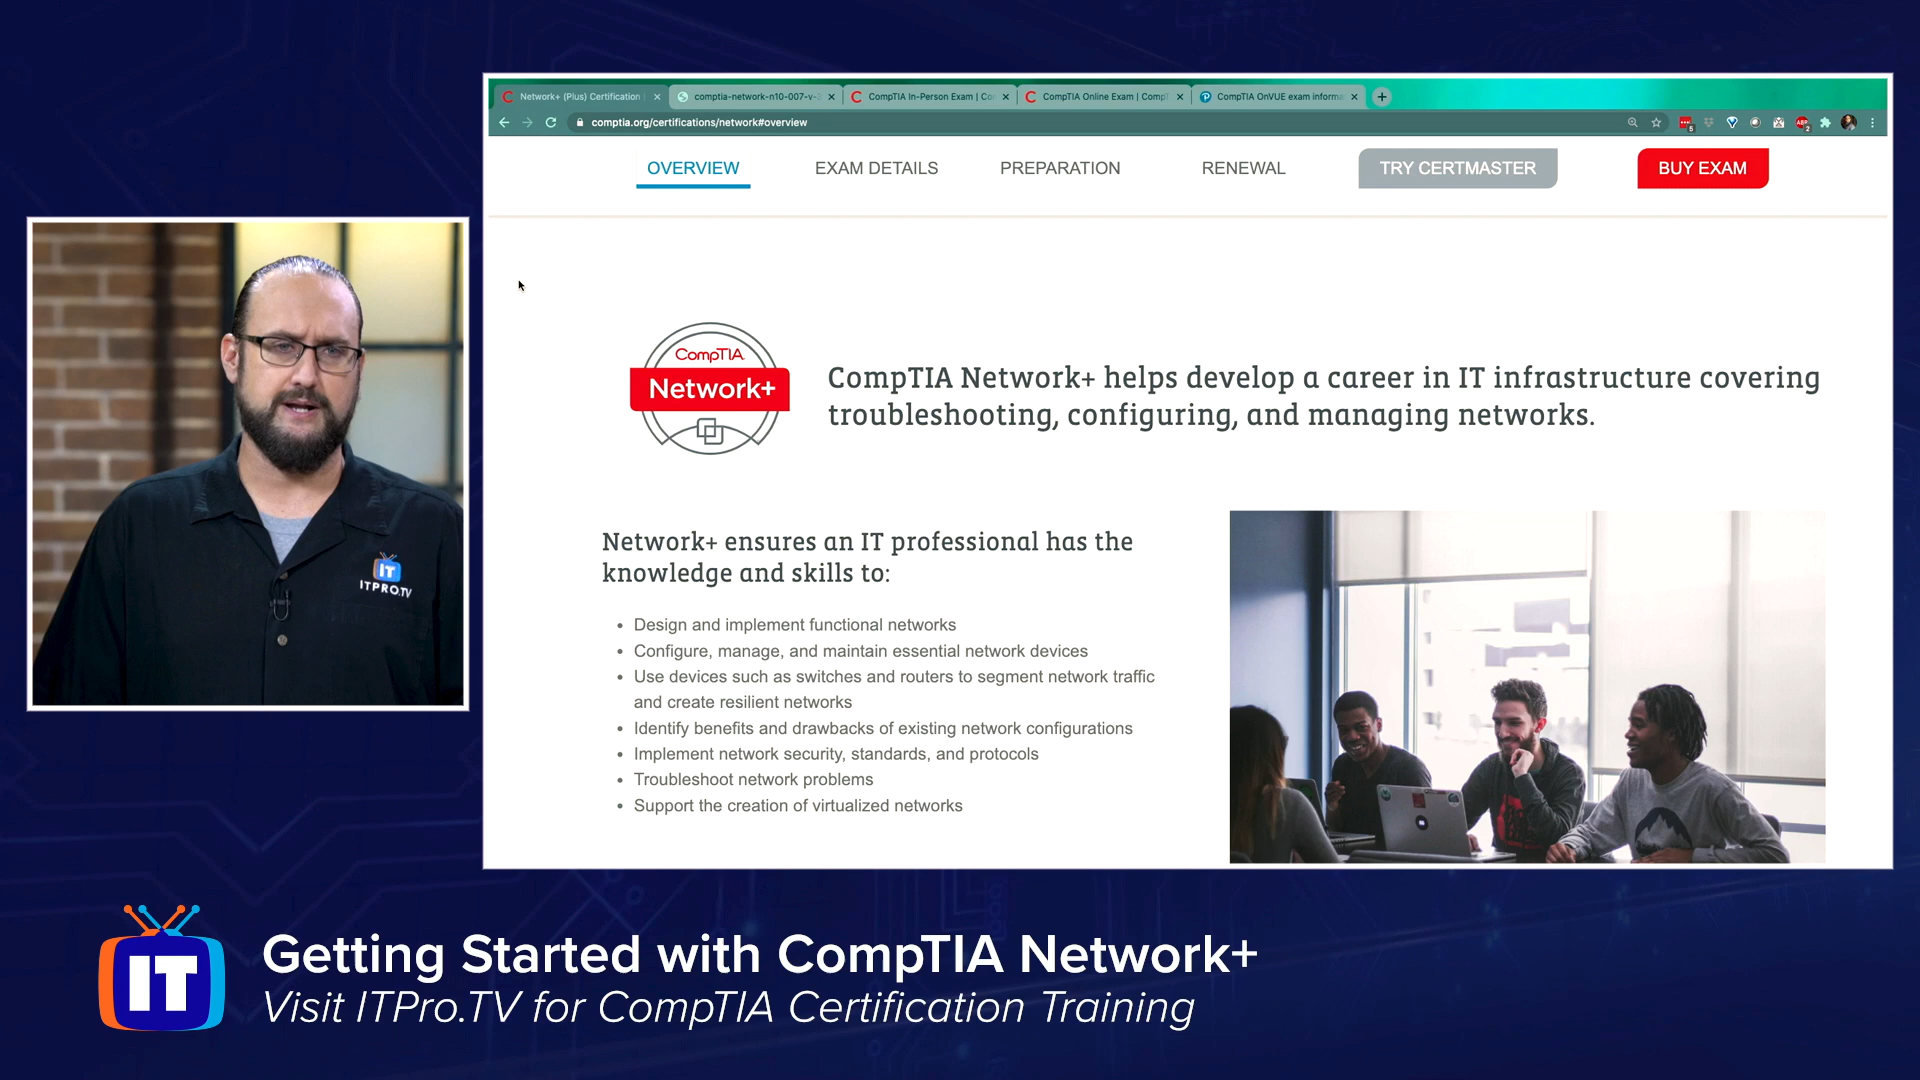 Network+ (Plus) Certification
comptia-network-n10-007-v-3
CompTIA In-Person Exam | Co
CompTIA Online Exam | CompT
CompTIA OnVUE exam informa
comptia.org/certifications/network#overview
OVERVIEW
EXAM DETAILS
PREPARATION
RENEWAL
TRY CERTMASTER
BUY EXAM
CompTIA
Network+
CompTIA Network+ helps develop a career in IT infrastructure covering
troubleshooting, configuring, and managing networks.
Network+ ensures an IT professional has the
knowledge and skills to:
• Design and implement functional networks
• Configure, manage, and maintain essential network devices
• Use devices such as switches and routers to segment network traffic
and create resilient networks
• Identify benefits and drawbacks of existing network configurations
• Implement network security, standards, and protocols
• Troubleshoot network problems
• Support the creation of virtualized networks
IT
ITPRO.TV
IT
Getting Started with CompTIA Network+
Visit ITPro.TV for CompTIA Certification Training